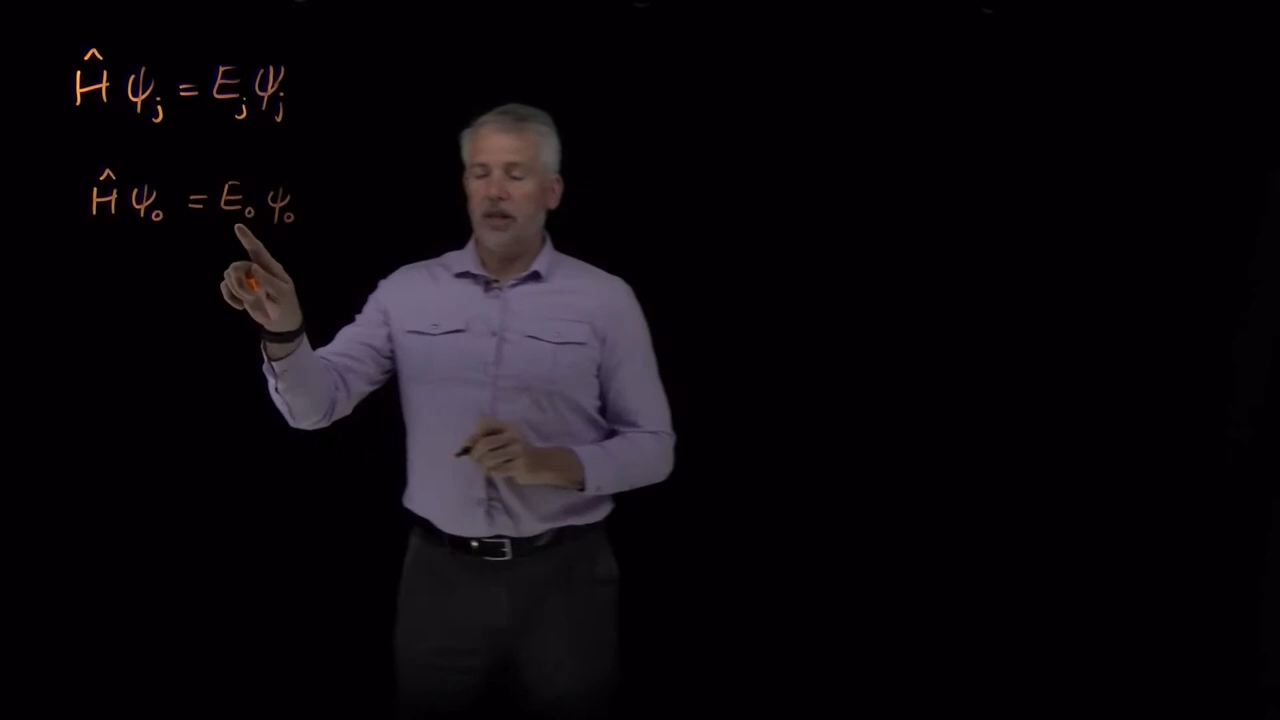 Ĥ ψⱼ = Eⱼ ψⱼ
Ĥ ψ₀ = E₀ ψ₀